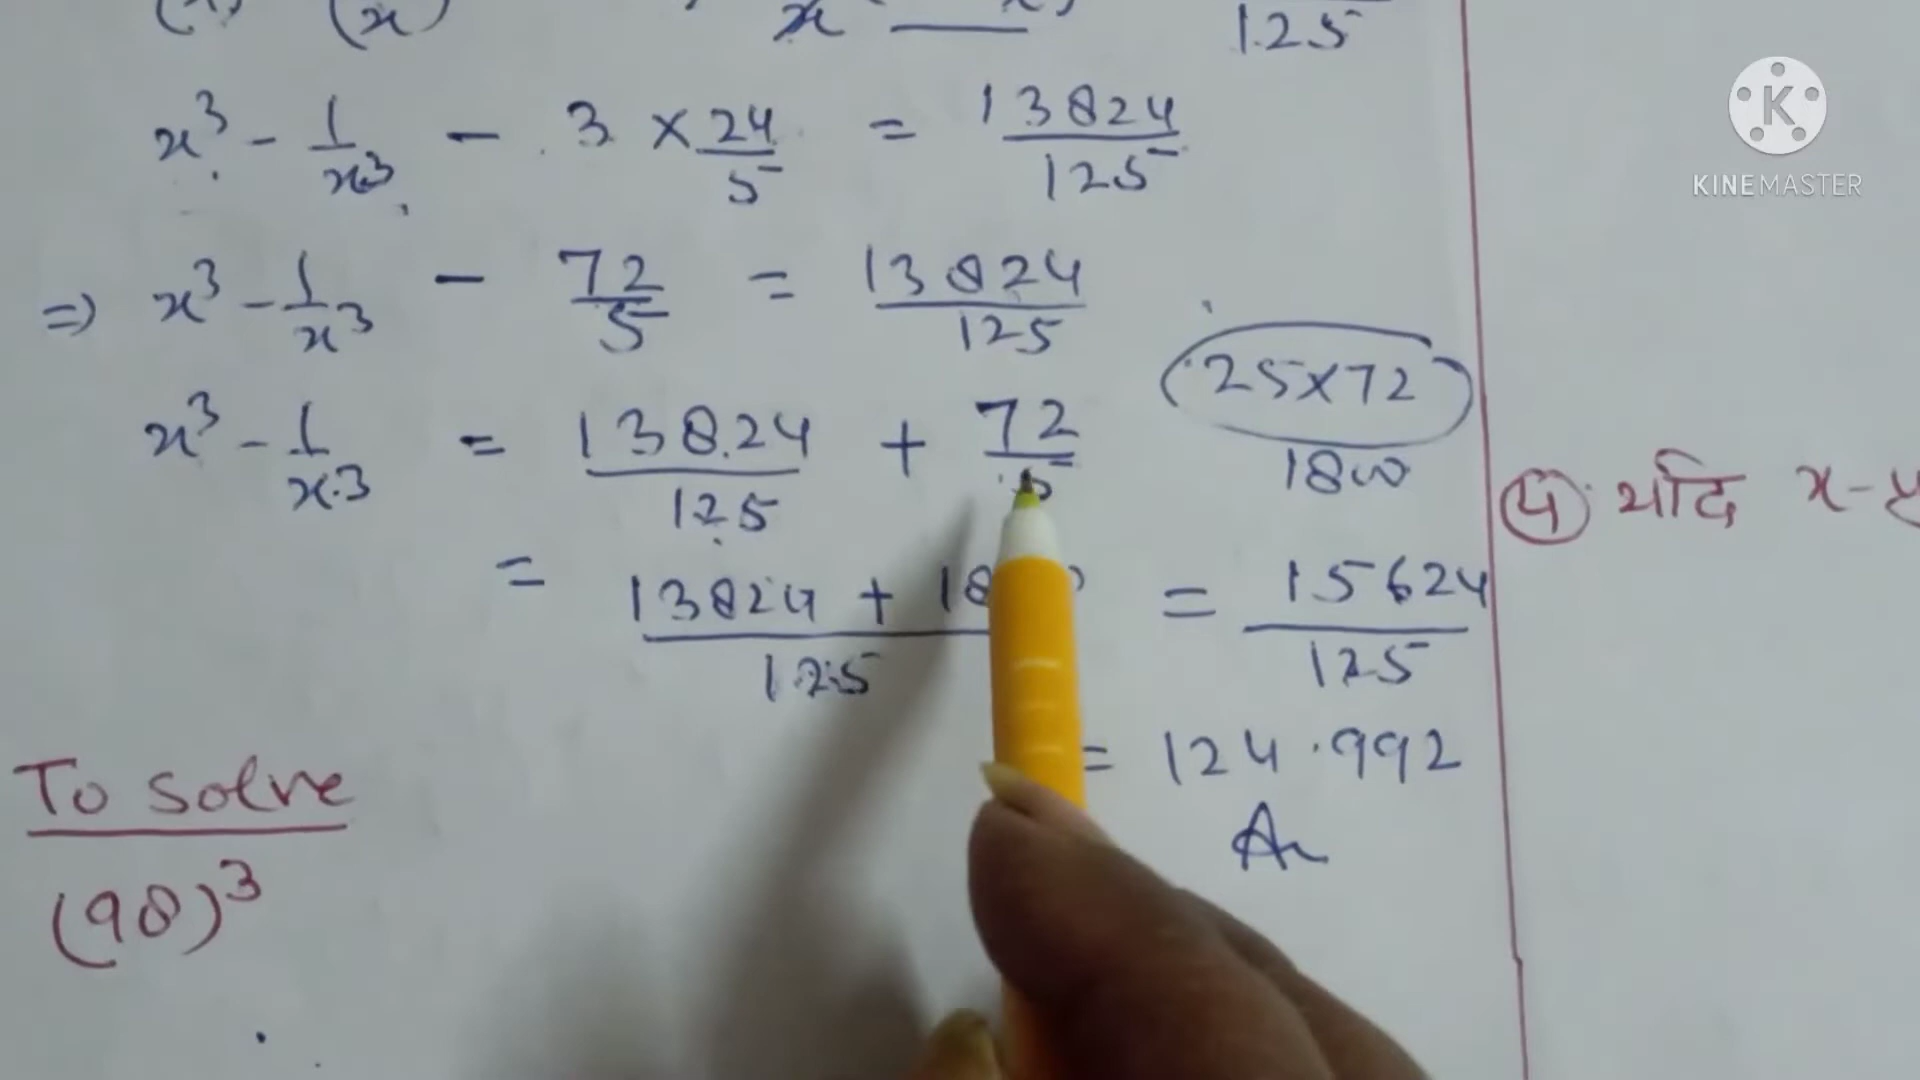 (x) x 125
x³ - 1/x³ - 3 × 24/5 = 13824/125
K
KINEMASTER
⇒ x³ - 1/x³ - 72/5 = 13824/125
25×72
x³ - 1/x³ = 13824/125 + 72/5
1800
④ यदि x-y
= 13824 + 18/125 = 15624/125
= 124.992
To solve
(98)³